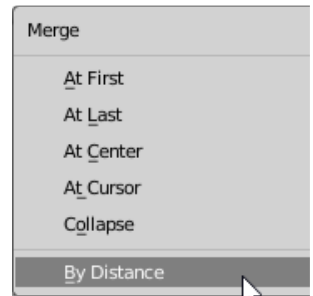 Merge
At First
At Last
At Center
At Cursor
Collapse
By Distance